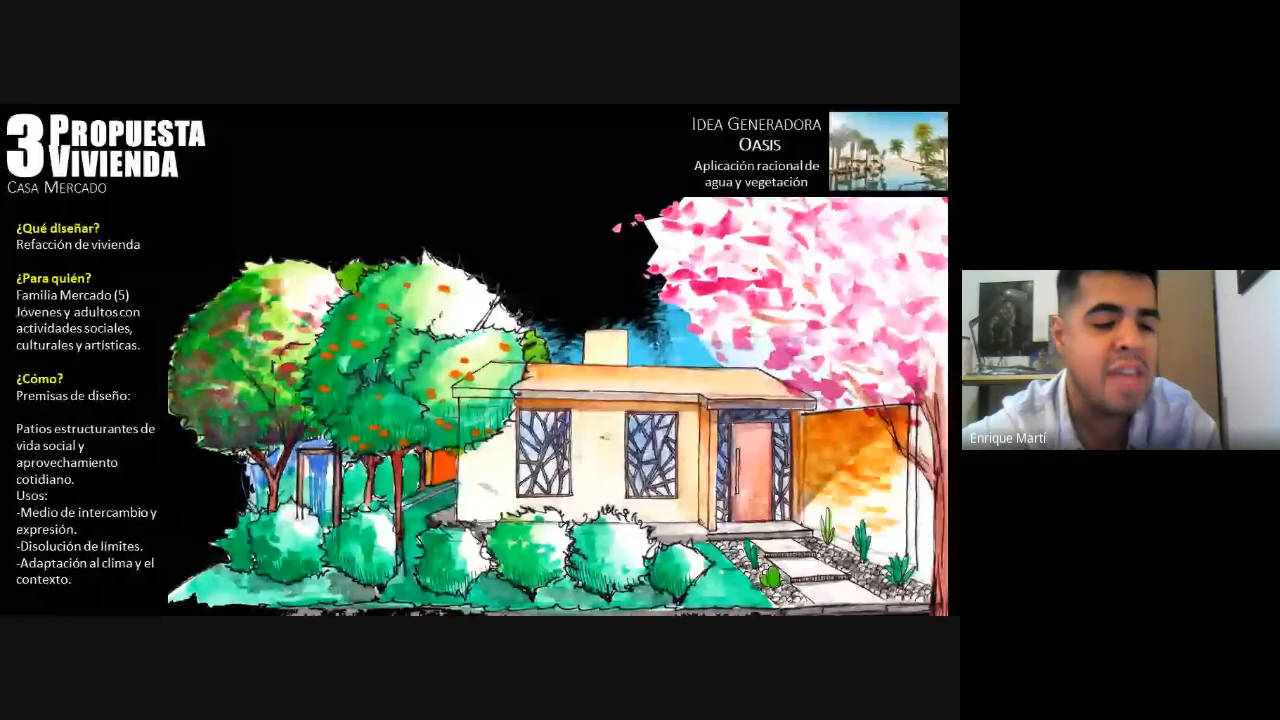 3 PROPUESTA
VIVIENDA
CASA MERCADO
¿Qué diseñar?
Refacción de vivienda
¿Para quién?
Familia Mercado (5)
Jóvenes y adultos con
actividades sociales,
culturales y artísticas.
¿Cómo?
Premisas de diseño:
Patios estructurantes de
vida social y
aprovechamiento
cotidiano.
Usos:
-Medio de intercambio y
expresión.
-Disolución de límites.
-Adaptación al clima y el
contexto.
IDEA GENERADORA
OASIS
Aplicación racional de
agua y vegetación
Enrique Martí